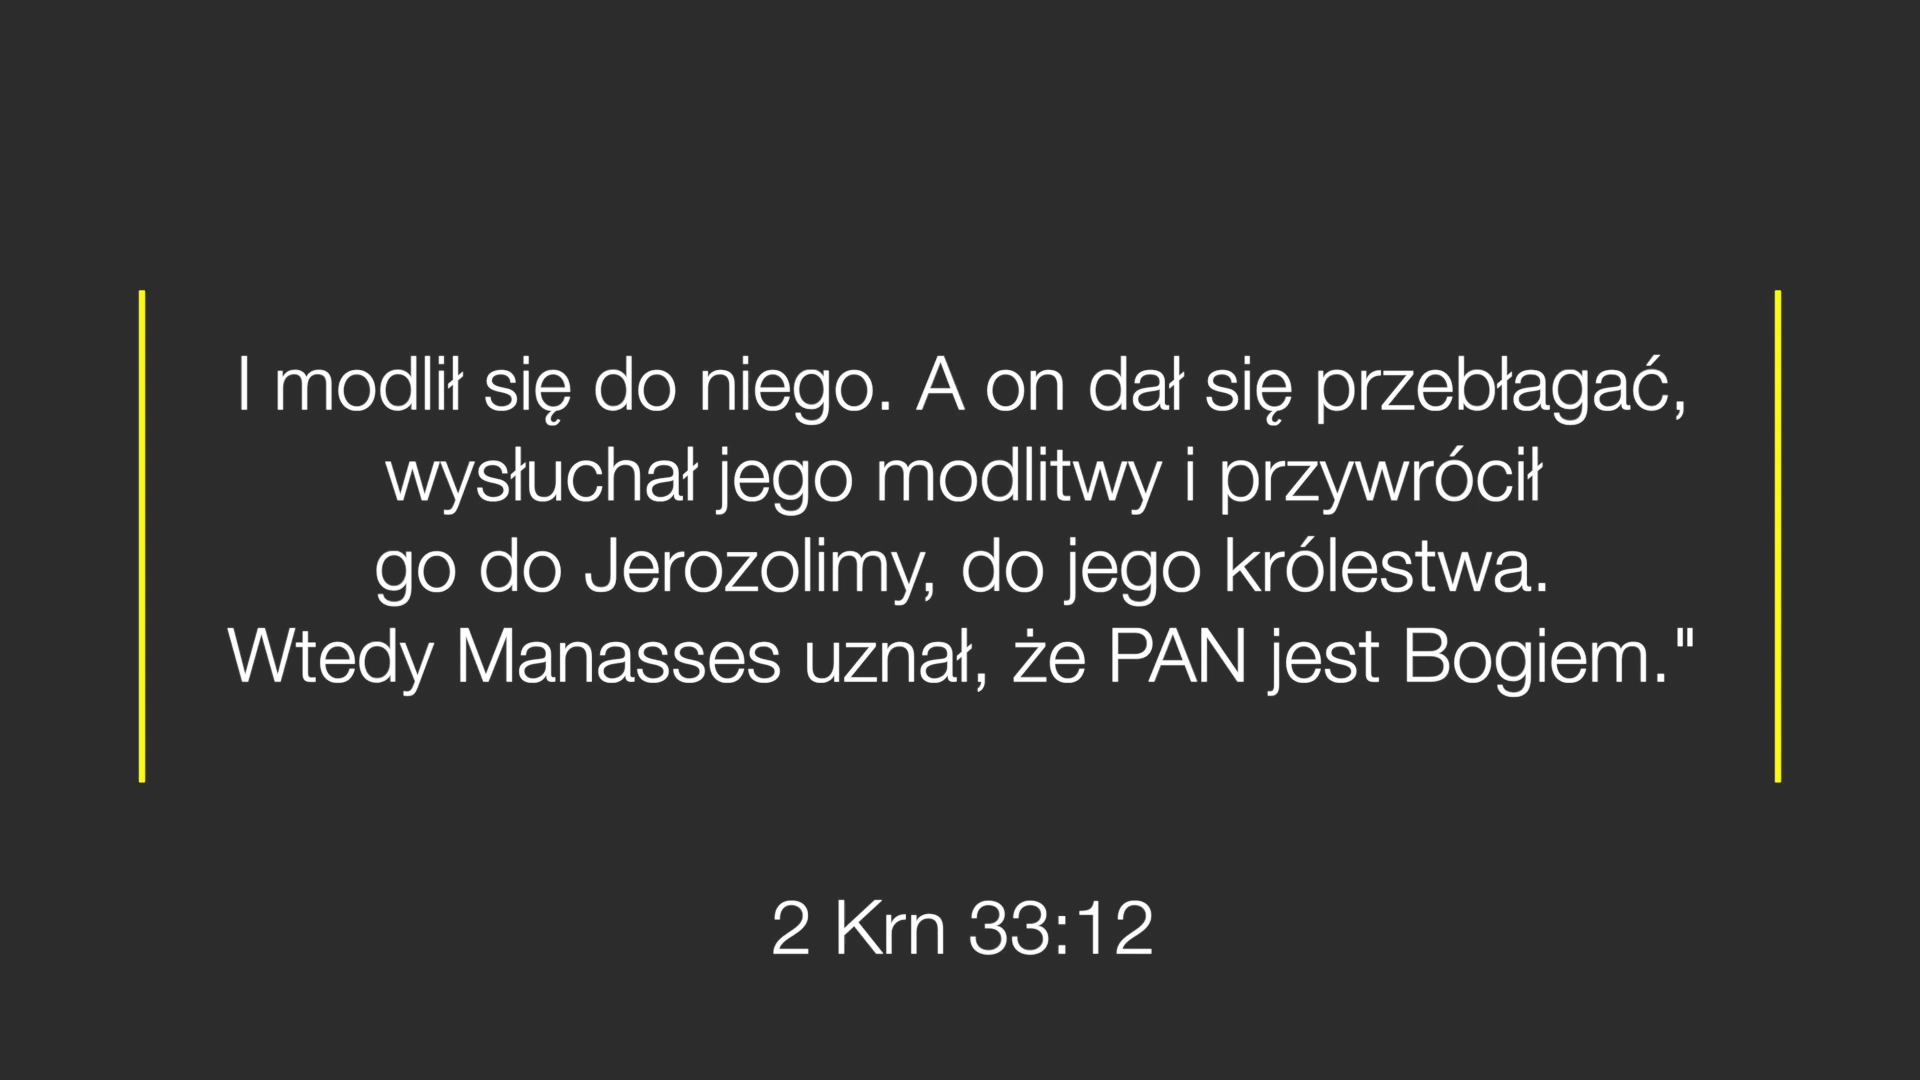 I modlił się do niego. A on dał się przebłagać,
wysłuchał jego modlitwy i przywrócił
go do Jerozolimy, do jego królestwa.
Wtedy Manasses uznał, że PAN jest Bogiem."
2 Krn 33:12